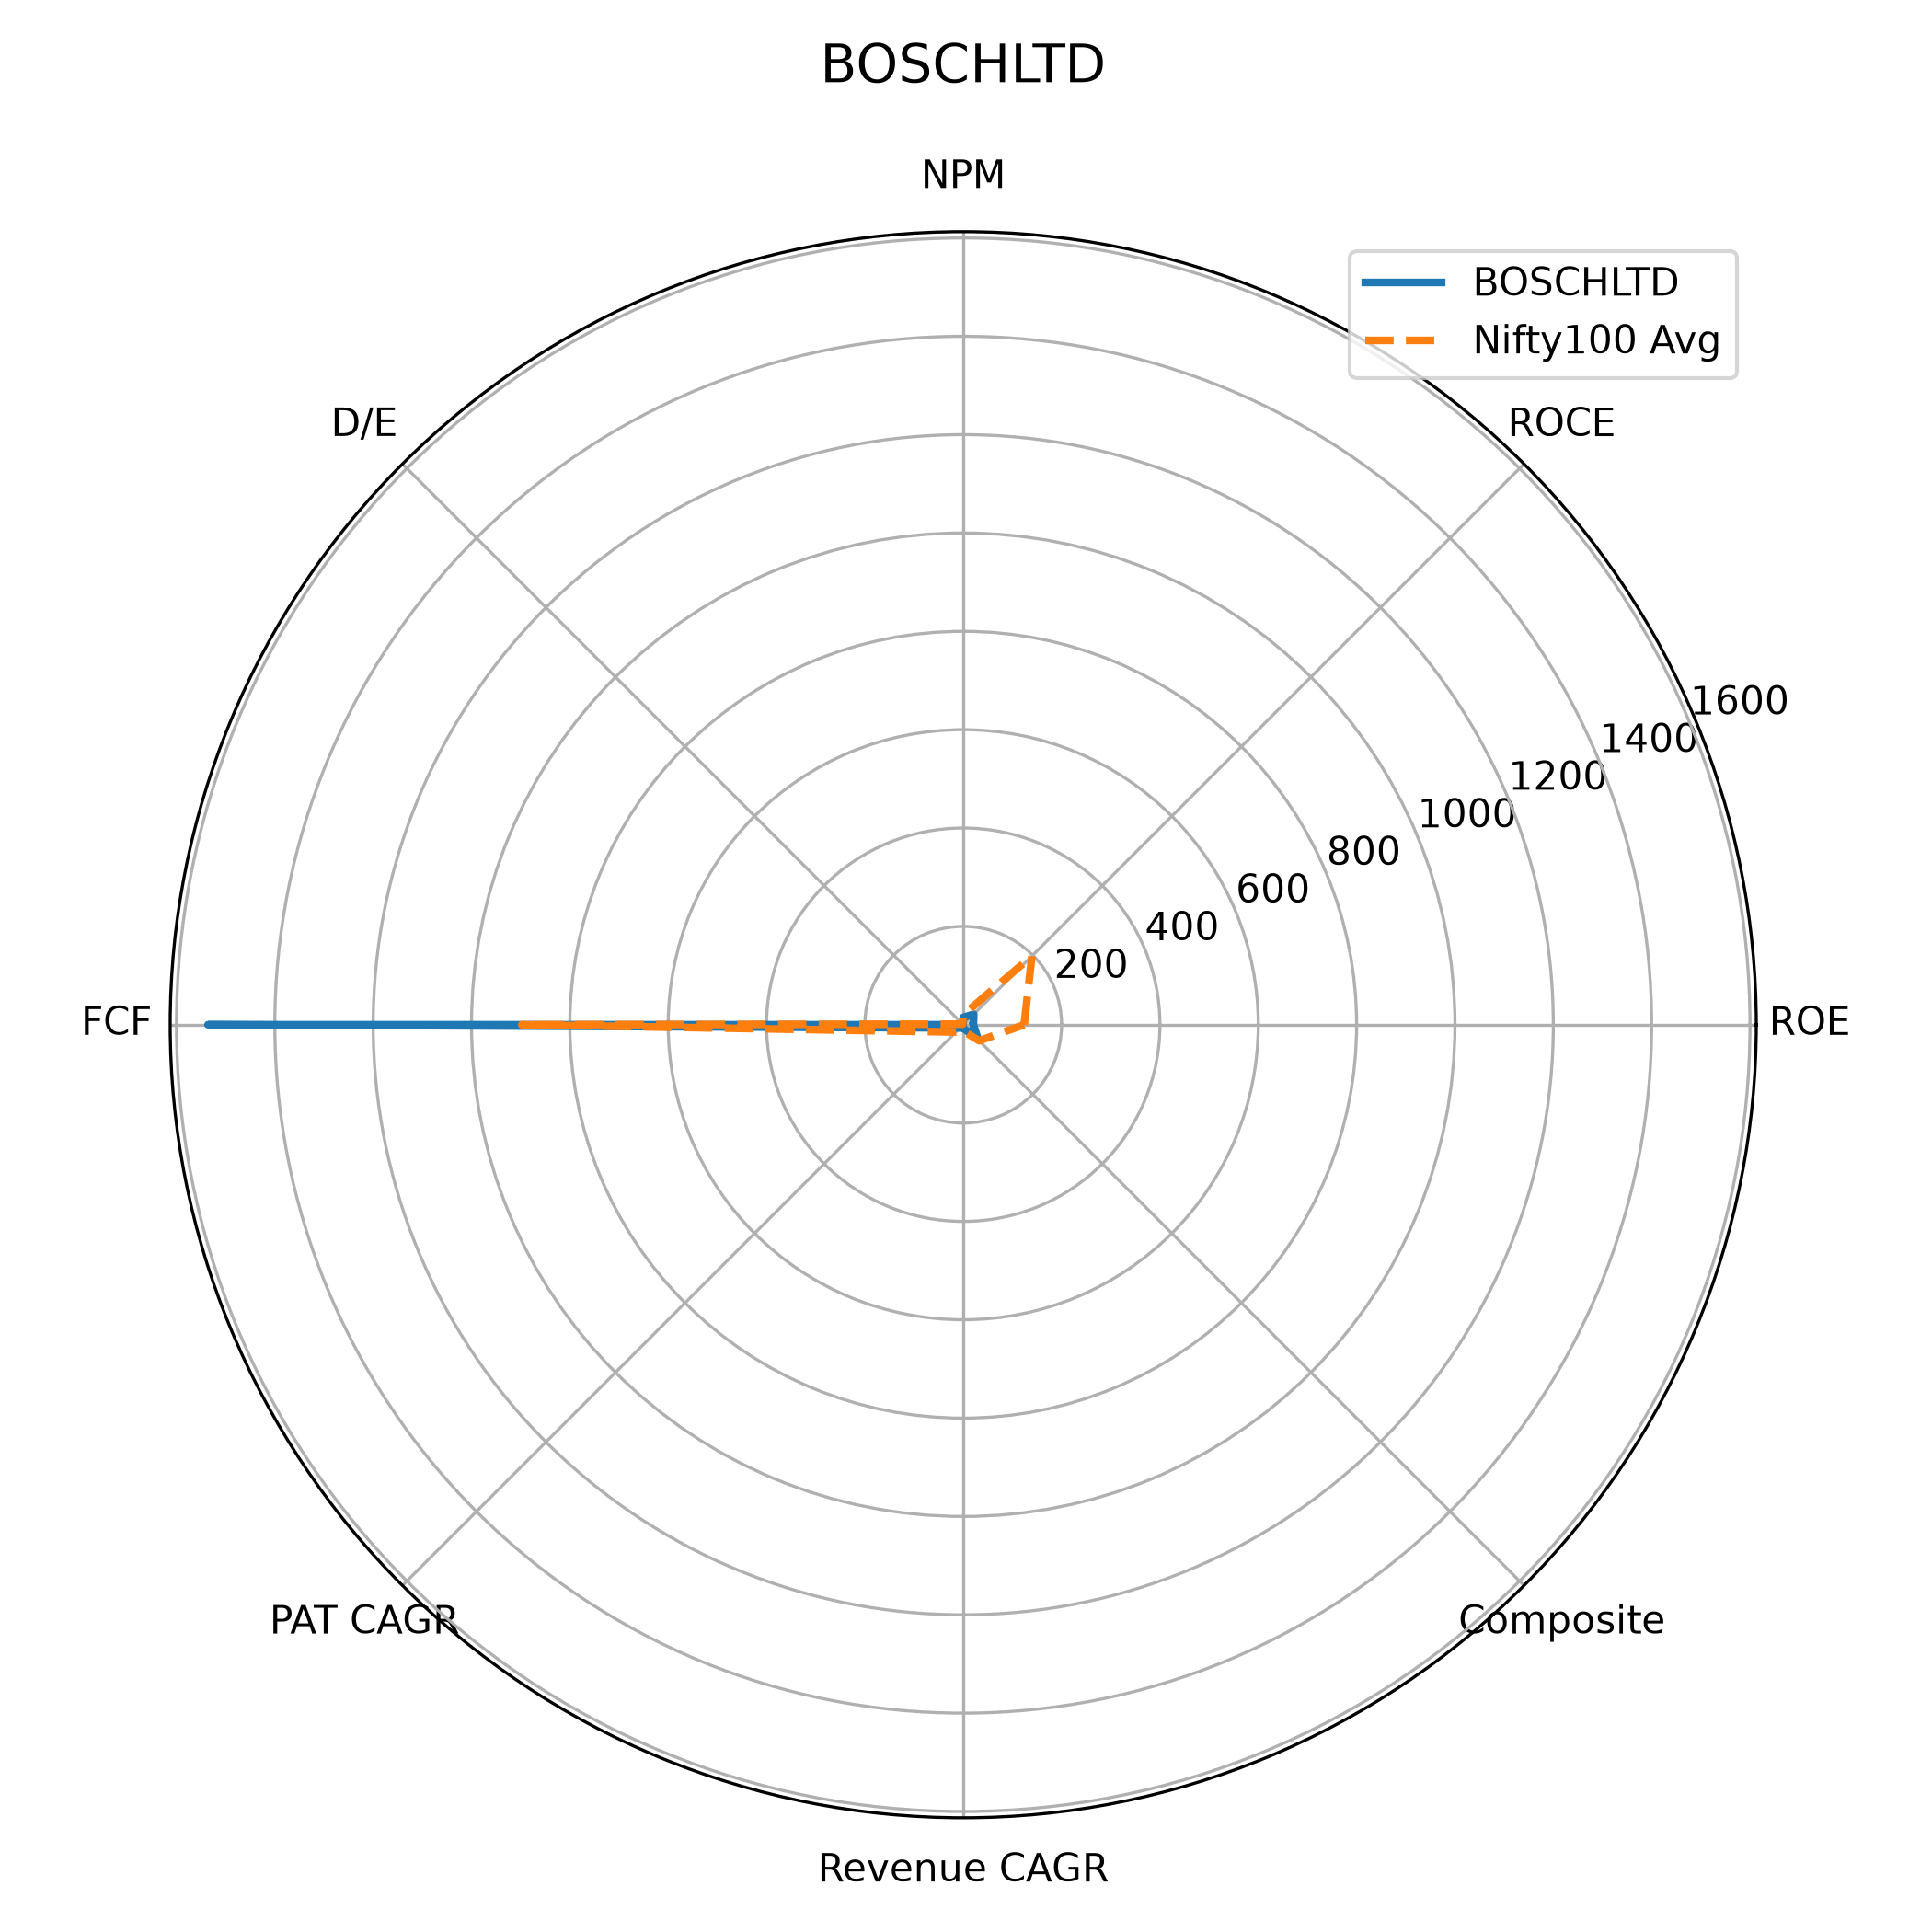 BOSCHLTD
NPM
BOSCHLTD
Nifty100 Avg
D/E
ROCE
1600
1400
1200
1000
800
600
400
200
FCF
ROE
PAT CAGR
Composite
Revenue CAGR